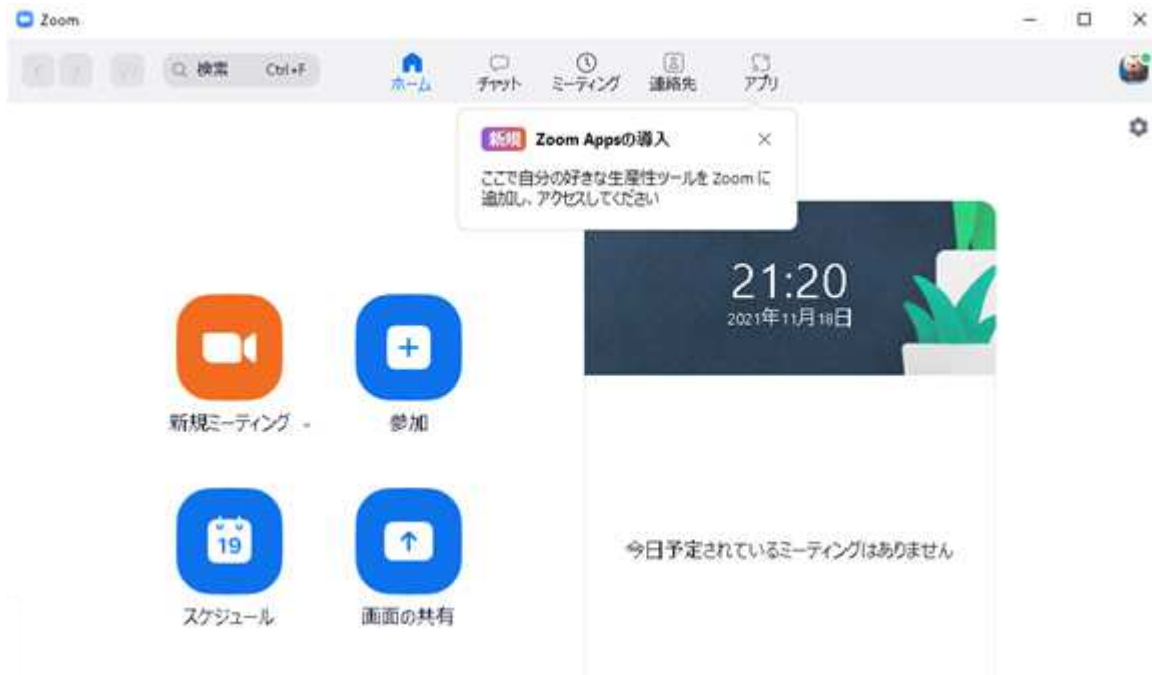 Zoom
検索 Ctrl+F
ホーム
チャット
ミーティング
連絡先
アプリ
新規 Zoom Appsの導入
ここで自分の好きな生産性ツールを Zoom に
追加し、アクセスしてください
21:20
2021年11月18日
新規ミーティング
参加
19
スケジュール
画面の共有
今日予定されているミーティングはありません